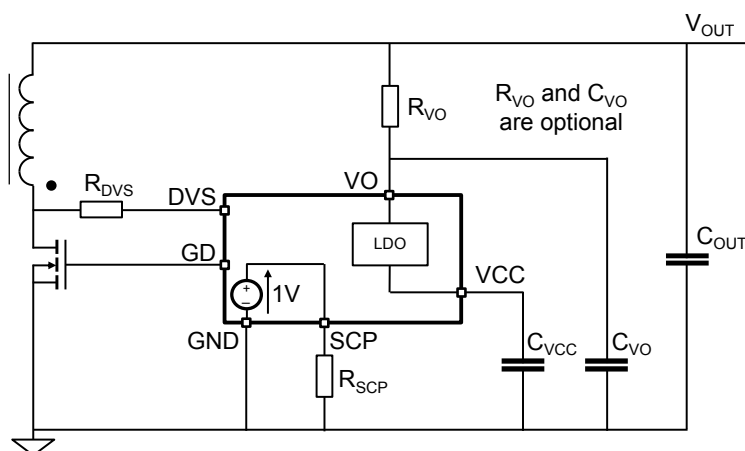 V_OUT
R_VO
R_VO and C_VO
are optional
R_DVS
DVS
VO
LDO
C_OUT
GD
+
−
1V
VCC
GND
SCP
C_VCC
C_VO
R_SCP